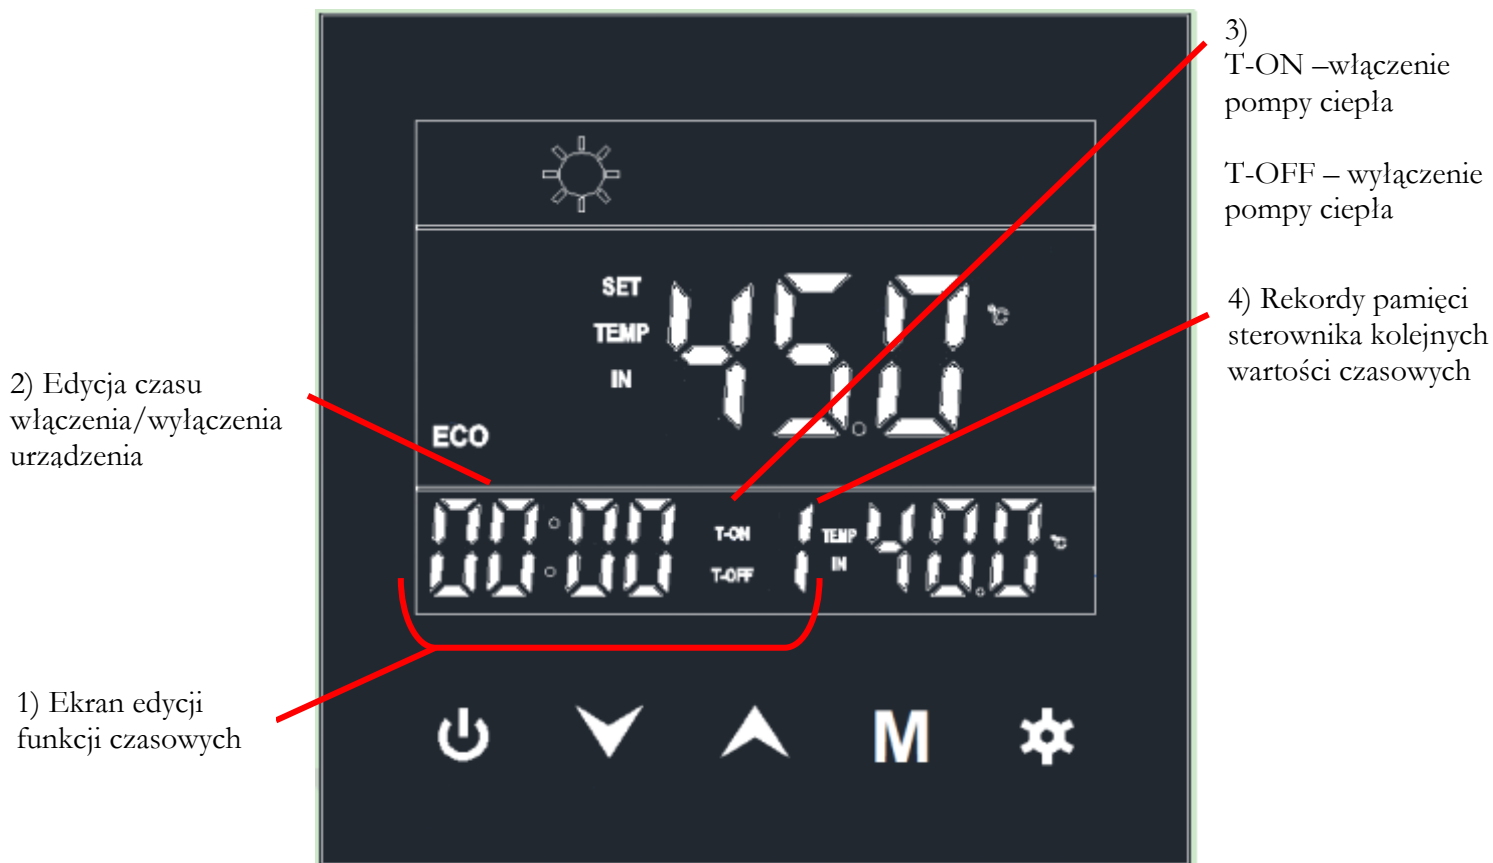 3)
T-ON –włączenie
pompy ciepła
T-OFF – wyłączenie
pompy ciepła
SET
TEMP
IN
45.0 °C
4) Rekordy pamięci
sterownika kolejnych
wartości czasowych
2) Edycja czasu
włączenia/wyłączenia
urządzenia
ECO
00:00
T-ON
T-OFF
1
TEMP
IN
40.0 °C
1) Ekran edycji
funkcji czasowych
M